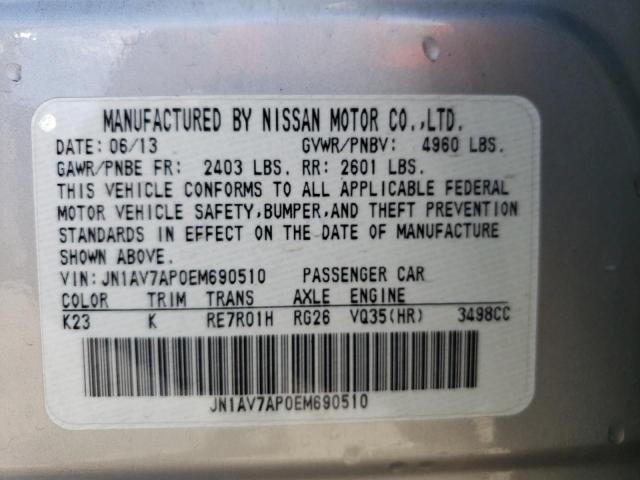 MANUFACTURED BY NISSAN MOTOR CO.,LTD.
DATE: 06/13 GVWR/PNBV: 4960 LBS.
GAWR/PNBE FR: 2403 LBS. RR: 2601 LBS.
THIS VEHICLE CONFORMS TO ALL APPLICABLE FEDERAL
MOTOR VEHICLE SAFETY,BUMPER,AND THEFT PREVENTION
STANDARDS IN EFFECT ON THE DATE OF MANUFACTURE
SHOWN ABOVE.
VIN: JN1AV7AP0EM690510 PASSENGER CAR
COLOR TRIM TRANS AXLE ENGINE
K23 K RE7R01H RG26 VQ35(HR) 3498CC
JN1AV7AP0EM690510